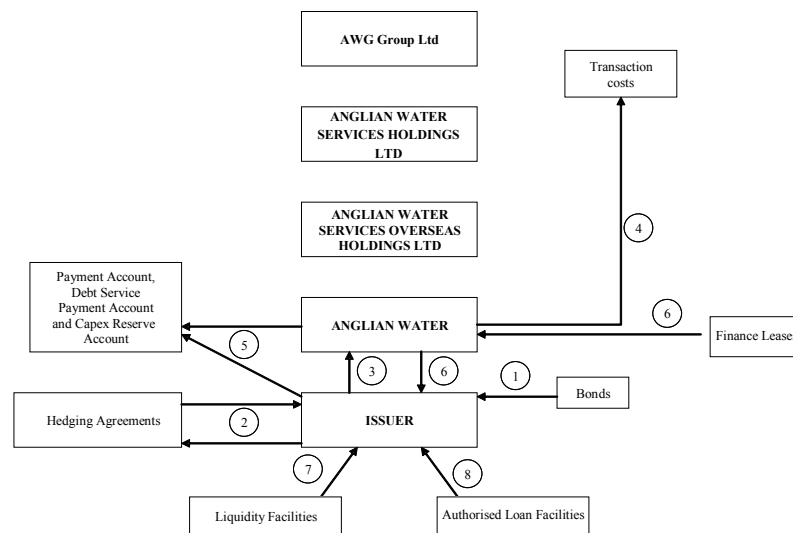 AWG Group Ltd
Transaction
costs
ANGLIAN WATER
SERVICES HOLDINGS
LTD
ANGLIAN WATER
SERVICES OVERSEAS
HOLDINGS LTD
4
Payment Account,
Debt Service
Payment Account
and Capex Reserve
Account
ANGLIAN WATER
6
Finance Leases
5
3
6
1
Bonds
Hedging Agreements
2
ISSUER
7
8
Liquidity Facilities
Authorised Loan Facilities